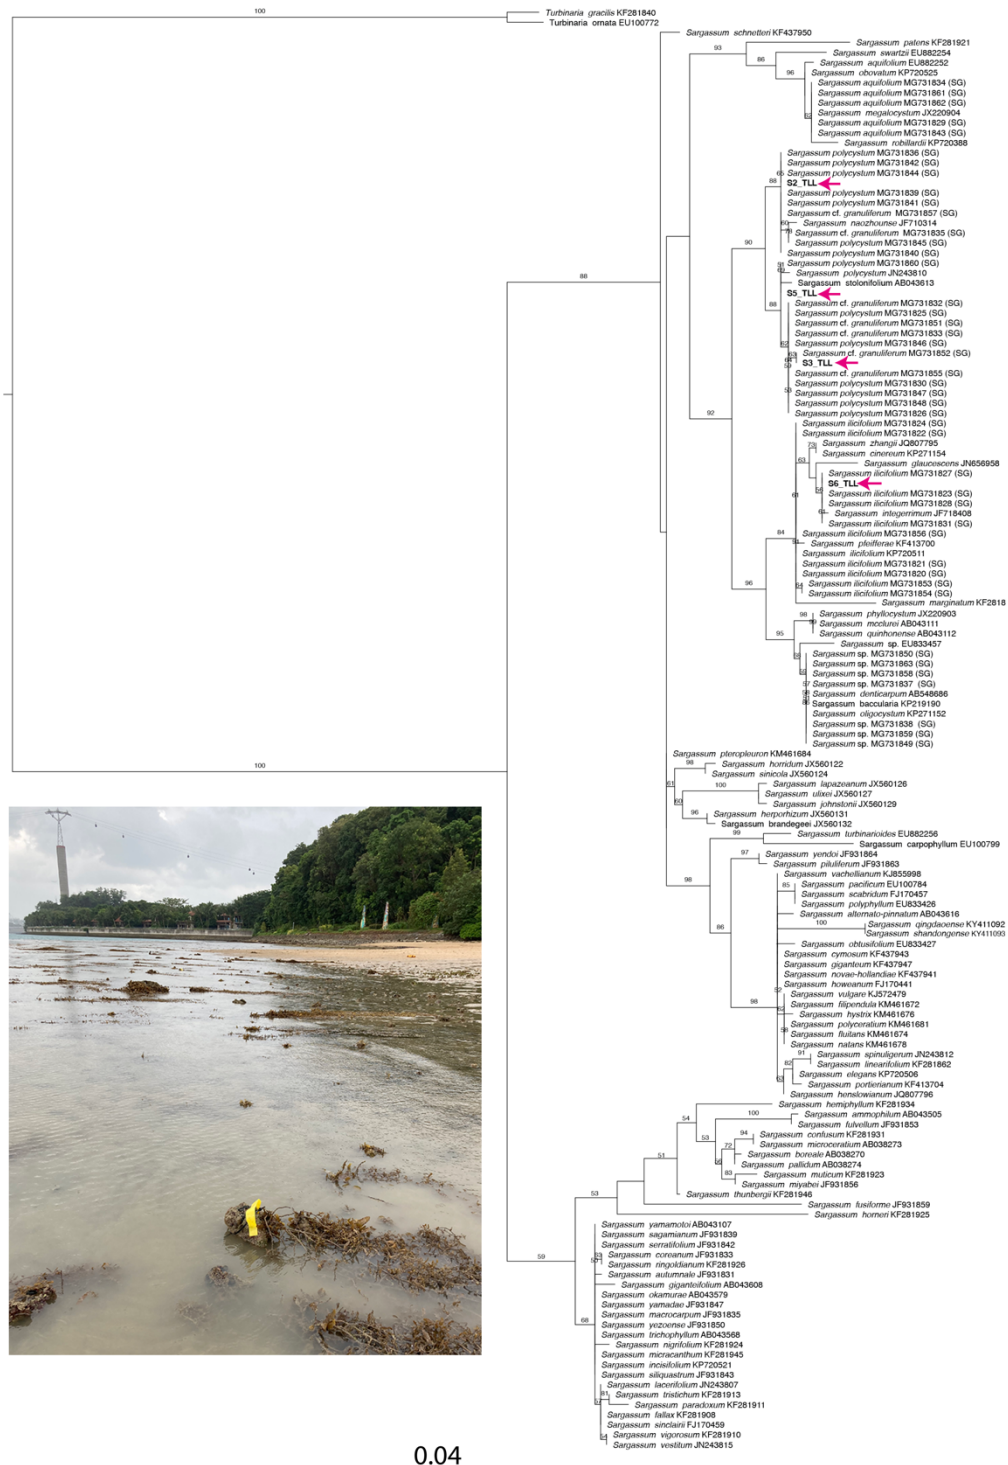 100
Turbinaria gracilis KF281840
Turbinaria ornata EU100772
Sargassum schnetteri KF437950
93
Sargassum patens KF281921
86
Sargassum swartzii EU882254
Sargassum aquifolium EU882252
96
Sargassum obovatum KP720525
Sargassum aquifolium MG731834 (SG)
Sargassum aquifolium MG731861 (SG)
Sargassum aquifolium MG731862 (SG)
Sargassum megalocystum JX220904
Sargassum aquifolium MG731829 (SG)
Sargassum aquifolium MG731843 (SG)
Sargassum robillardii KP720388
Sargassum polycystum MG731836 (SG)
Sargassum polycystum MG731842 (SG)
Sargassum polycystum MG731844 (SG)
88
S2_TLL
Sargassum polycystum MG731839 (SG)
Sargassum polycystum MG731841 (SG)
Sargassum cf. granuliferum MG731857 (SG)
Sargassum naozhounse JF710314
Sargassum cf. granuliferum MG731835 (SG)
90
Sargassum polycystum MG731845 (SG)
Sargassum polycystum MG731840 (SG)
Sargassum polycystum MG731860 (SG)
Sargassum polycystum JN243810
88
Sargassum stolonifolium AB043613
S5_TLL
88
Sargassum cf. granuliferum MG731832 (SG)
Sargassum polycystum MG731825 (SG)
Sargassum cf. granuliferum MG731851 (SG)
Sargassum cf. granuliferum MG731833 (SG)
Sargassum polycystum MG731846 (SG)
Sargassum cf. granuliferum MG731852 (SG)
S3_TLL
Sargassum cf. granuliferum MG731855 (SG)
Sargassum polycystum MG731830 (SG)
Sargassum polycystum MG731847 (SG)
Sargassum polycystum MG731848 (SG)
92
Sargassum polycystum MG731826 (SG)
Sargassum ilicifolium MG731824 (SG)
Sargassum ilicifolium MG731822 (SG)
73
Sargassum zhangii JQ807795
Sargassum cinereum KP271154
63
Sargassum glaucescens JN656958
Sargassum ilicifolium MG731827 (SG)
S6_TLL
Sargassum ilicifolium MG731823 (SG)
61
Sargassum ilicifolium MG731828 (SG)
Sargassum integerrimum JF718408
Sargassum ilicifolium MG731831 (SG)
84
Sargassum ilicifolium MG731856 (SG)
Sargassum pfeifferae KF413700
Sargassum ilicifolium KP720511
Sargassum ilicifolium MG731821 (SG)
Sargassum ilicifolium MG731820 (SG)
96
64
Sargassum ilicifolium MG731853 (SG)
Sargassum ilicifolium MG731854 (SG)
Sargassum marginatum KF2818
98
Sargassum phyllocystum JX220903
Sargassum mcclurei AB043111
95
Sargassum quinhonense AB043112
Sargassum sp. EU833457
Sargassum sp. MG731850 (SG)
Sargassum sp. MG731863 (SG)
Sargassum sp. MG731858 (SG)
Sargassum sp. MG731837 (SG)
Sargassum denticarpum AB548686
Sargassum baccularia KP219190
Sargassum oligocystum KP271152
Sargassum sp. MG731838 (SG)
Sargassum sp. MG731859 (SG)
Sargassum sp. MG731849 (SG)
Sargassum pteropleuron KM461684
100
98
Sargassum horridum JX560122
Sargassum sinicola JX560124
61
100
Sargassum lapazeanum JX560126
Sargassum ulixei JX560127
60
Sargassum johnstonii JX560129
96
Sargassum herporhizum JX560131
Sargassum brandegeei JX560132
99
Sargassum turbinarioides EU882256
Sargassum carpophyllum EU100799
97
Sargassum yendoi JF931864
Sargassum piluliferum JF931863
98
Sargassum vachellianum KJ855998
85
Sargassum pacificum EU100784
Sargassum scabridum FJ170457
Sargassum polyphyllum EU833426
Sargassum alternato-pinnatum AB043616
86
100
Sargassum qingdaoense KY411092
Sargassum shandongense KY411093
Sargassum obtusifolium EU833427
Sargassum cymosum KF437943
Sargassum giganteum KF437947
98
Sargassum novae-hollandiae KF437941
Sargassum howeanum FJ170441
Sargassum vulgare KJ572479
Sargassum filipendula KM461672
Sargassum hystrix KM461676
Sargassum polyceratium KM461681
Sargassum fluitans KM461674
Sargassum natans KM461678
91
Sargassum spinuligerum JN243812
82
Sargassum linearifolium KF281862
Sargassum elegans KP720506
63
Sargassum portierianum KF413704
Sargassum henslowianum JQ807796
Sargassum hemiphyllum KF281934
54
100
Sargassum ammophilum AB043505
Sargassum fulvellum JF931853
53
94
Sargassum confusum KF281931
72
Sargassum microceratium AB038273
Sargassum boreale AB038270
51
Sargassum pallidum AB038274
83
Sargassum muticum KF281923
Sargassum miyabei JF931856
53
Sargassum thunbergii KF281946
Sargassum fusiforme JF931859
Sargassum horneri KF281925
Sargassum yamamotoi AB043107
Sargassum sagamianum JF931839
Sargassum serratifolium JF931842
59
Sargassum coreanum JF931833
Sargassum ringoldianum KF281926
Sargassum autumnale JF931831
Sargassum giganteifolium AB043608
Sargassum okamurae AB043579
Sargassum yamadae JF931847
Sargassum macrocarpum JF931835
68
Sargassum yezoense JF931850
Sargassum trichophyllum AB043568
Sargassum nigrifolium KF281924
Sargassum micracanthum KF281945
Sargassum incisifolium KP720521
Sargassum siliquastrum JF931843
Sargassum lacerifolium JN243807
81
Sargassum tristichum KF281913
Sargassum paradoxum KF281911
Sargassum fallax KF281908
Sargassum sinclairii FJ170459
Sargassum vigorosum KF281910
Sargassum vestitum JN243815
0.04